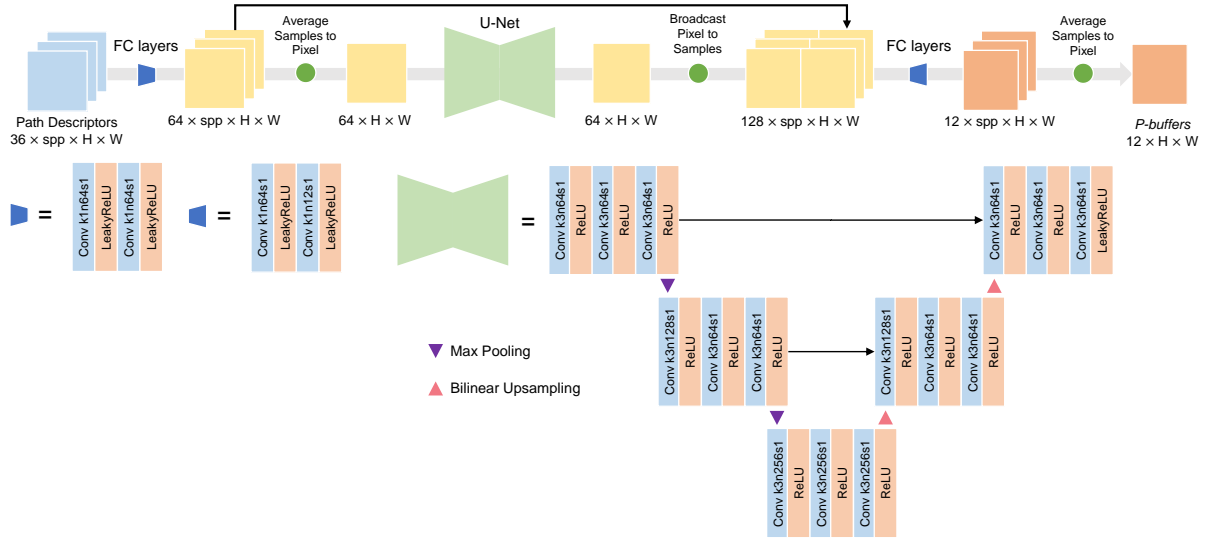 U-Net
FC layers
Average
Samples to
Pixel
Broadcast
Pixel to
Samples
FC layers
Average
Samples to
Pixel
Path Descriptors
36 × spp × H × W
64 × spp × H × W
64 × H × W
64 × H × W
128 × spp × H × W
12 × spp × H × W
P-buffers
12 × H × W
=
Conv k1n64s1
LeakyReLU
Conv k1n64s1
LeakyReLU
=
Conv k1n64s1
LeakyReLU
Conv k1n12s1
LeakyReLU
=
Conv k3n64s1
ReLU
Conv k3n64s1
ReLU
Conv k3n64s1
ReLU
Conv k3n64s1
ReLU
Conv k3n64s1
ReLU
Conv k3n64s1
LeakyReLU
Conv k3n128s1
ReLU
Conv k3n64s1
ReLU
Conv k3n64s1
ReLU
Conv k3n128s1
ReLU
Conv k3n64s1
ReLU
Conv k3n64s1
ReLU
Max Pooling
Bilinear Upsampling
Conv k3n256s1
ReLU
Conv k3n256s1
ReLU
Conv k3n256s1
ReLU